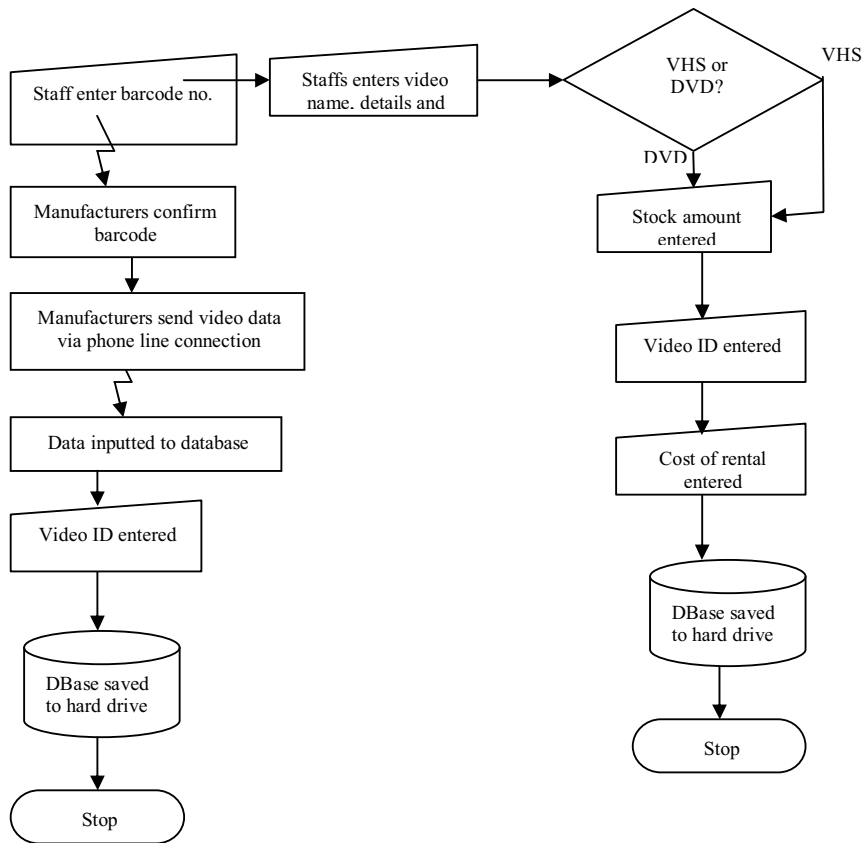 Staff enter barcode no.
Staffs enters video
name, details and
VHS or
DVD?
VHS
DVD
Manufacturers confirm
barcode
Stock amount
entered
Manufacturers send video data
via phone line connection
Video ID entered
Data inputted to database
Cost of rental
entered
Video ID entered
DBase saved
to hard drive
DBase saved
to hard drive
Stop
Stop